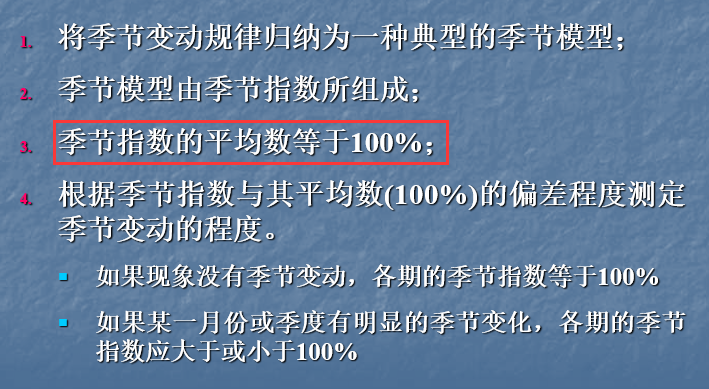 1. 将季节变动规律归纳为一种典型的季节模型；
2. 季节模型由季节指数所组成；
3. 季节指数的平均数等于100%；
4. 根据季节指数与其平均数(100%)的偏差程度测定
季节变动的程度。
如果现象没有季节变动，各期的季节指数等于100%
如果某一月份或季度有明显的季节变化，各期的季节
指数应大于或小于100%